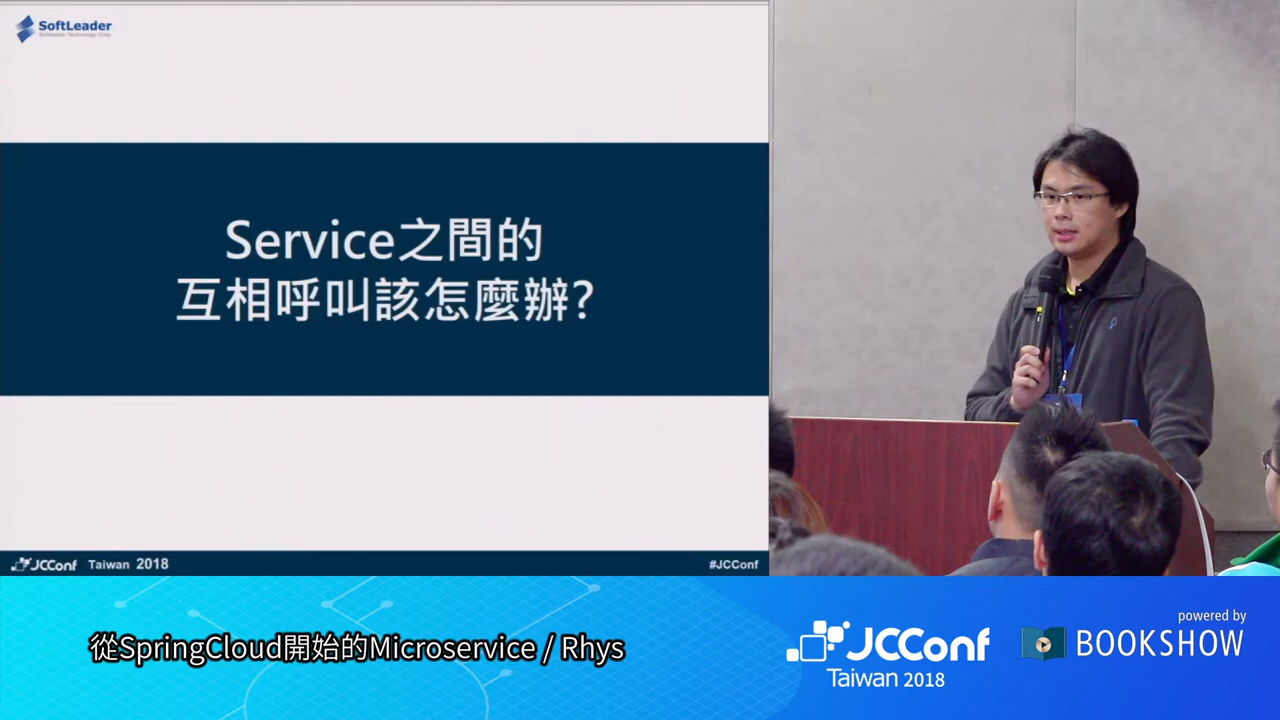 SoftLeader
Service之間的
互相呼叫該怎麼辦?
JCConf Taiwan 2018
#JCConf
從SpringCloud開始的Microservice / Rhys
JCConf
Taiwan 2018
powered by
BOOKSHOW